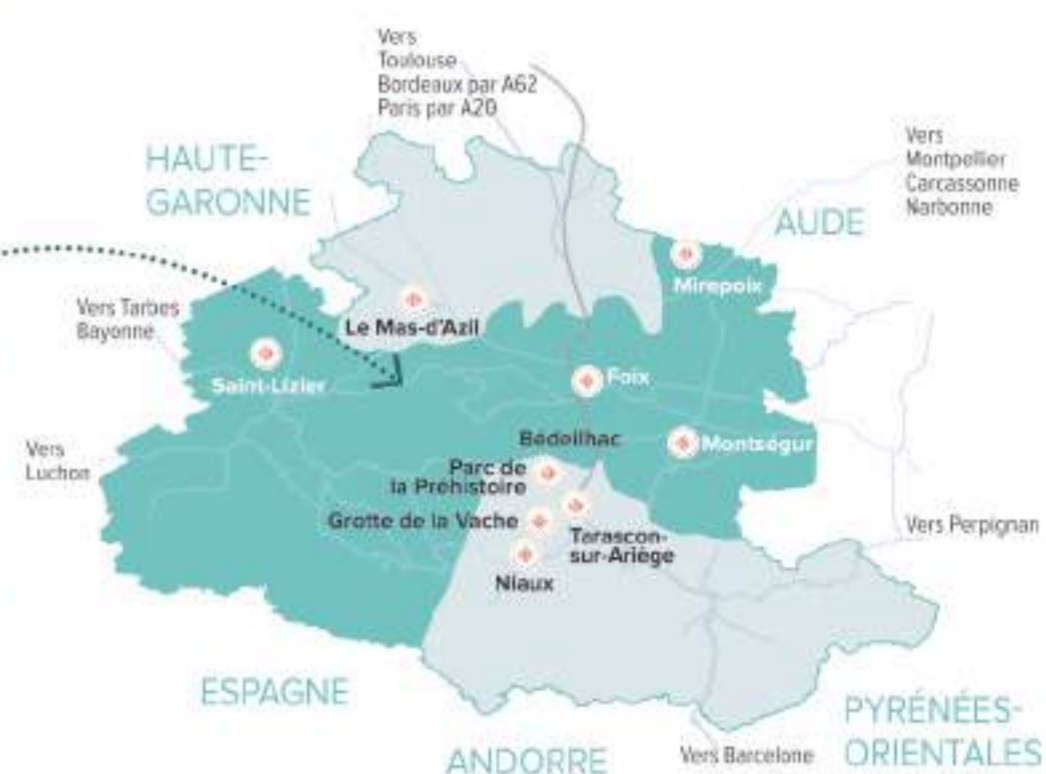 Vers
Toulouse
Bordeaux par A62
Paris par A20
HAUTE-
GARONNE
Vers
Montpellier
Carcassonne
Narbonne
AUDE
Mirepoix
Vers Tarbes
Bayonne
Le Mas-d'Azil
Saint-Lizier
Foix
Bédeilhac
Montségur
Vers
Luchon
Parc de
la Préhistoire
Grotte de la Vache
Tarascon-
sur-Ariège
Niaux
Vers Perpignan
ESPAGNE
ANDORRE
Vers Barcelone
PYRÉNÉES-
ORIENTALES